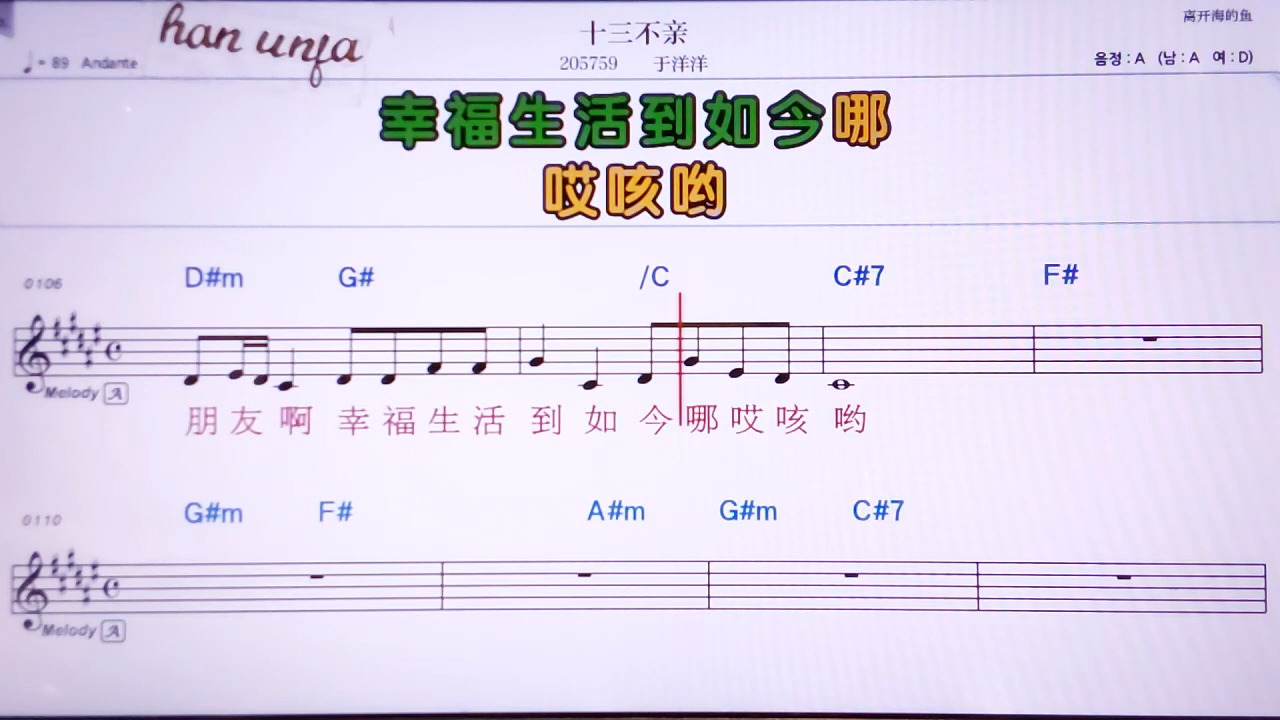 han unfa
十三不亲
离开海的鱼
♩= 89 Andante
205759 于洋洋
음정 : A (남 : A 여 : D)
幸福生活到如今哪
哎咳哟
0106
D#m G# /C C#7 F#
Melody A
朋友啊 幸福生活 到如今哪哎咳 哟
0110
G#m F# A#m G#m C#7
Melody A